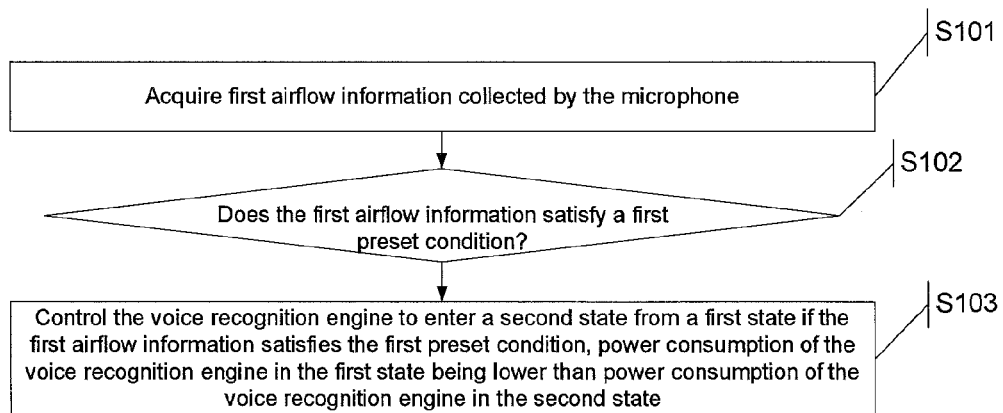 S101
Acquire first airflow information collected by the microphone
S102
Does the first airflow information satisfy a first
preset condition?
S103
Control the voice recognition engine to enter a second state from a first state if the
first airflow information satisfies the first preset condition, power consumption of the
voice recognition engine in the first state being lower than power consumption of the
voice recognition engine in the second state